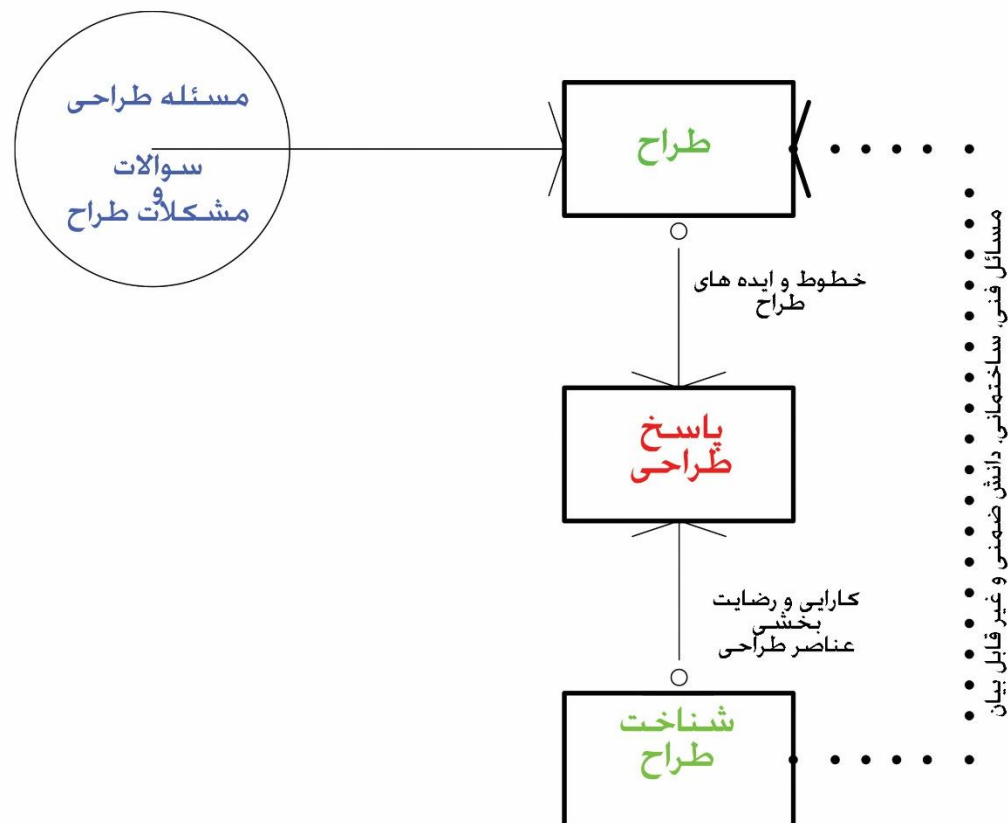 مسئله طراحی
سوالات
و
مشکلات طراح
طراح
خطوط و ایده های
طراح
پاسخ
طراحی
کارایی و رضایت
بخشی
عناصر طراحی
شناخت
طراح
مسائل فنی، ساختمانی، دانش ضمنی و غیر قابل بیان